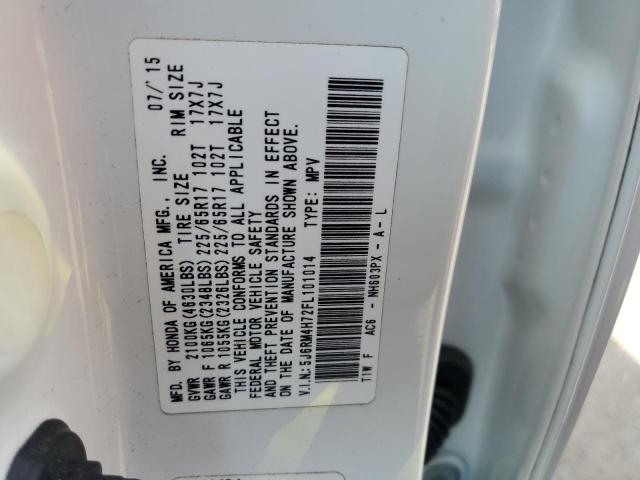 MFD. BY HONDA OF AMERICA MFG., INC. 07/'15
GVWR 2100KG(4630LBS) TIRE SIZE RIM SIZE
GAWR F 1065KG(2348LBS) 225/65R17 102T 17X7J
GAWR R 1055KG(2326LBS) 225/65R17 102T 17X7J
THIS VEHICLE CONFORMS TO ALL APPLICABLE
FEDERAL MOTOR VEHICLE SAFETY
AND THEFT PREVENTION STANDARDS IN EFFECT
ON THE DATE OF MANUFACTURE SHOWN ABOVE.
V.I.N.:5J6RM4H72FL101014 TYPE: MPV
T1W F AC6 - NH603PX - A - L